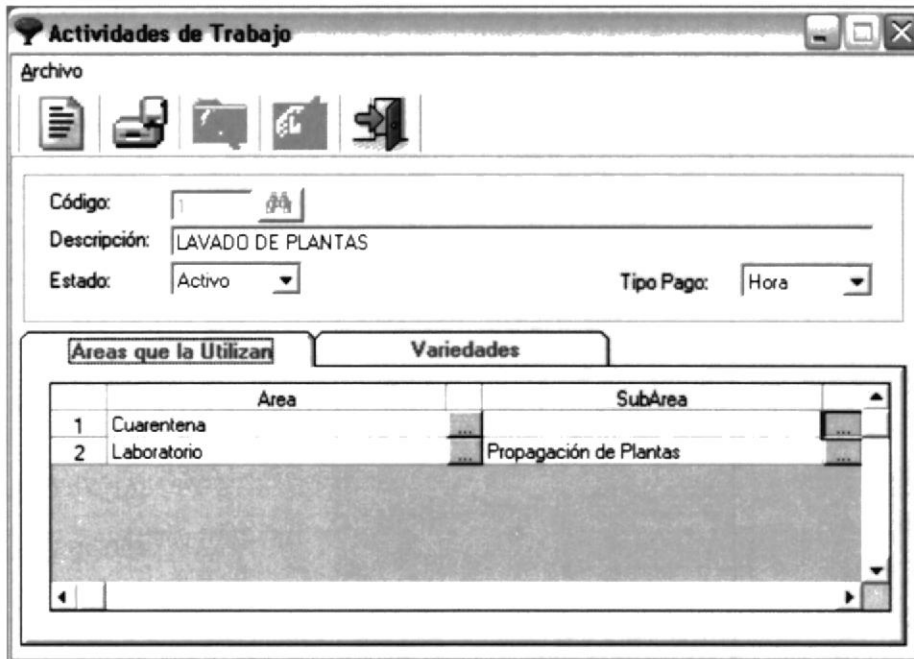 Actividades de Trabajo
Archivo
Código: 1
Descripción: LAVADO DE PLANTAS
Estado: Activo Tipo Pago: Hora
Areas que la Utilizan Variedades
Area SubArea
1 Cuarentena ... ...
2 Laboratorio ... Propagación de Plantas ...